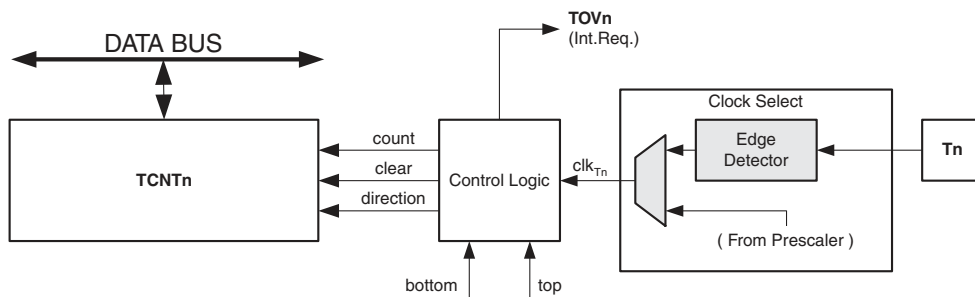 TOVn
(Int.Req.)
DATA BUS
Clock Select
count
Edge
Detector
Tn
TCNTn
clear
Control Logic
clkTn
direction
( From Prescaler )
bottom
top